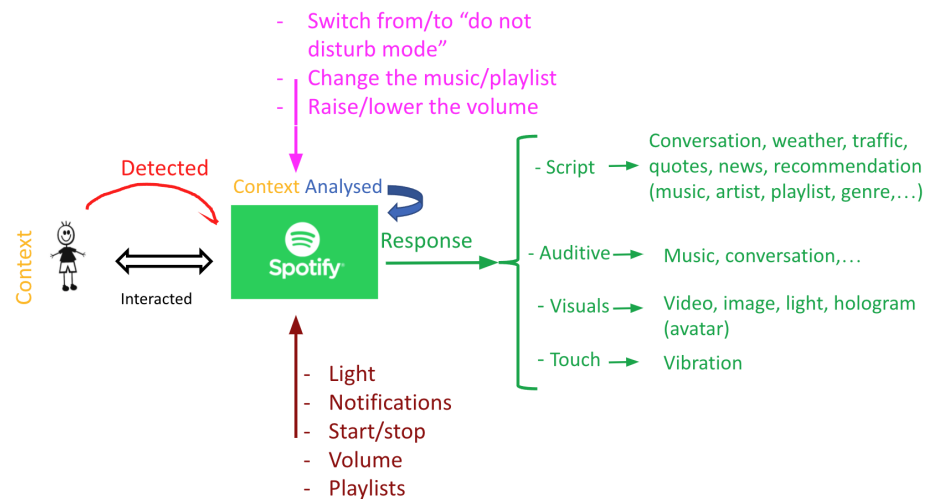 - Switch from/to “do not
disturb mode”
- Change the music/playlist
- Raise/lower the volume
Detected
Context Analysed
Context
Interacted
Spotify
Response
- Script
Conversation, weather, traffic,
quotes, news, recommendation
(music, artist, playlist, genre,...)
- Auditive
Music, conversation,...
- Visuals
Video, image, light, hologram
(avatar)
- Touch
Vibration
- Light
- Notifications
- Start/stop
- Volume
- Playlists